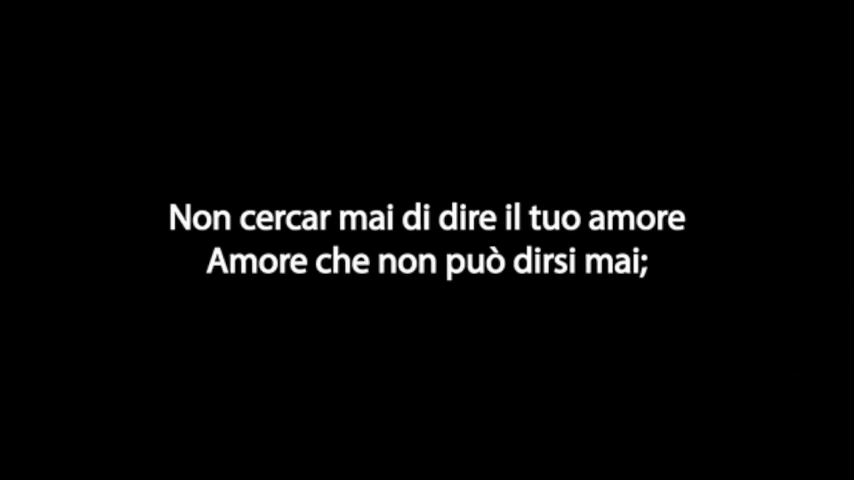 Non cercar mai di dire il tuo amore
Amore che non può dirsi mai;